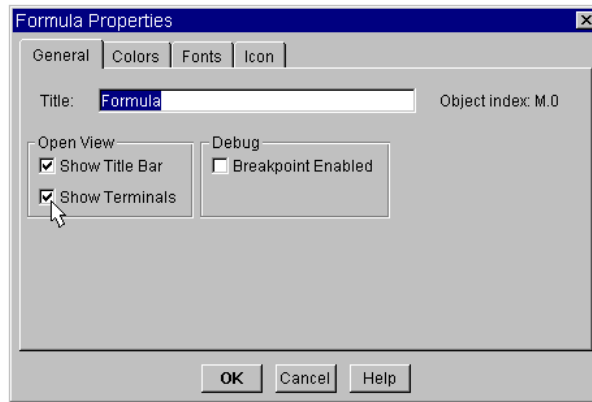 Formula Properties
General Colors Fonts Icon
Title: Formula Object index: M.0
Open View Debug
Show Title Bar Breakpoint Enabled
Show Terminals
OK Cancel Help